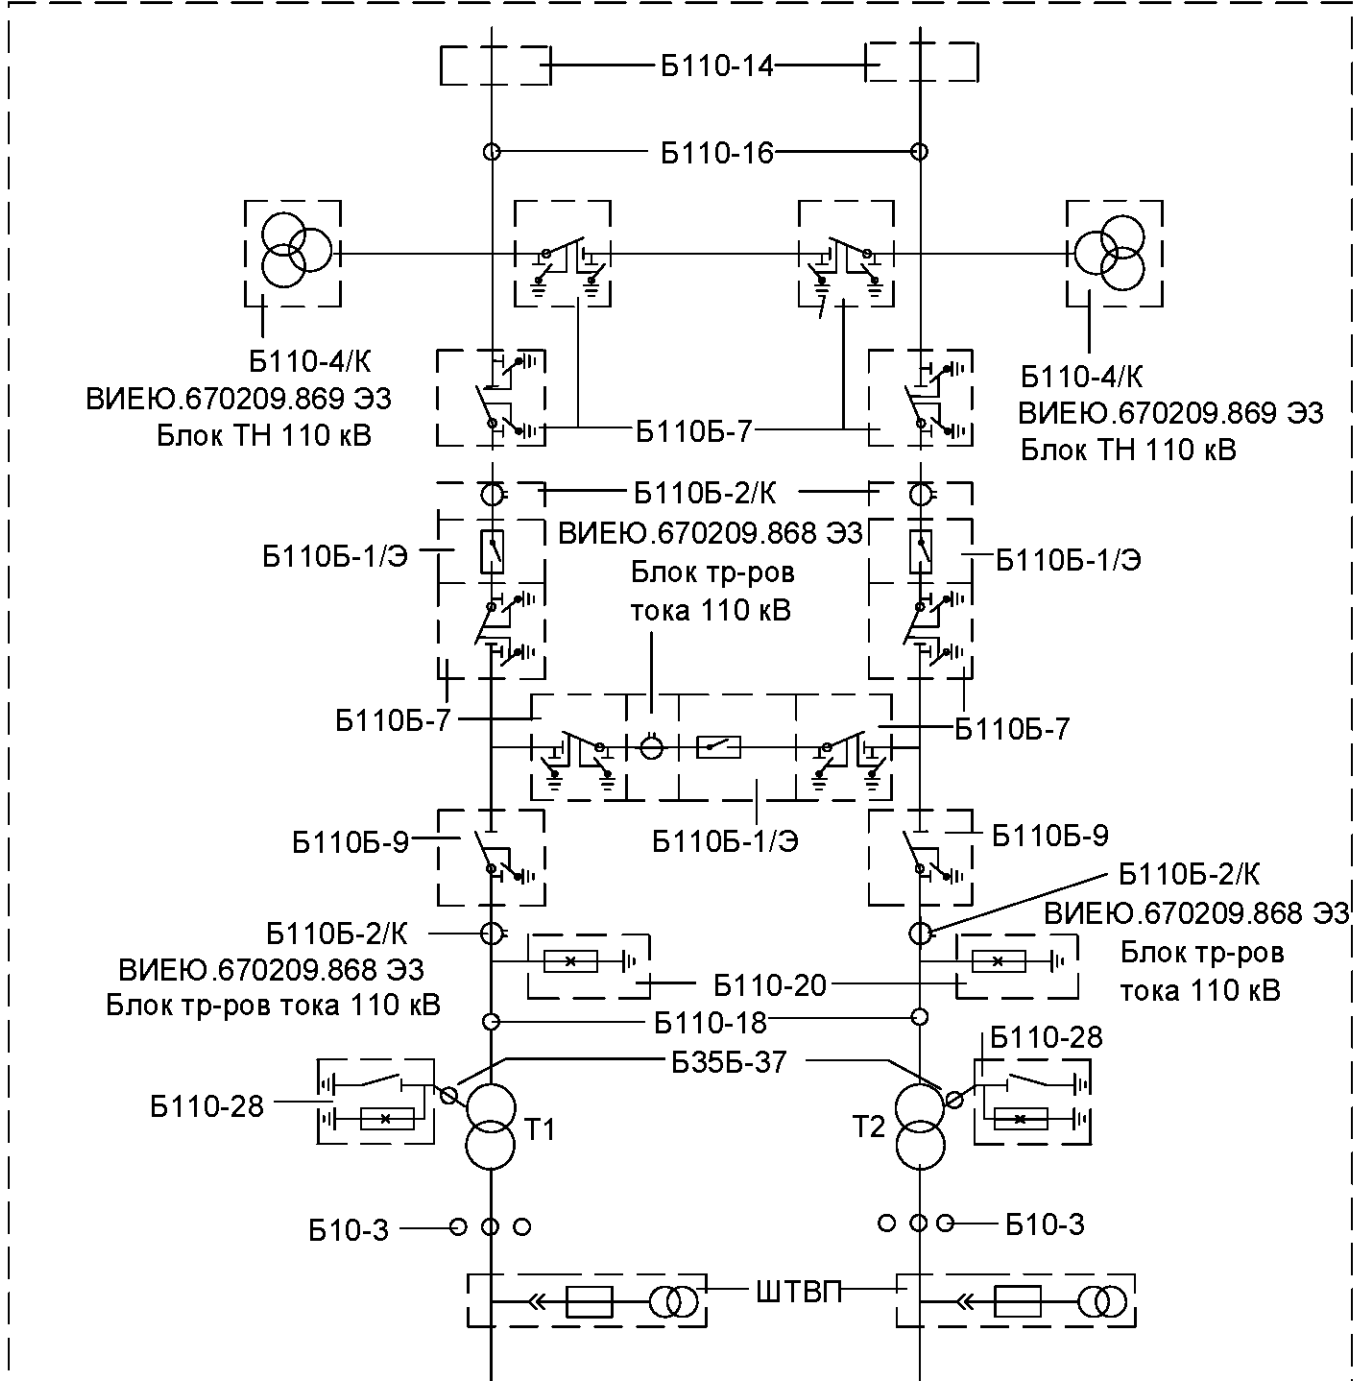 Б110-14
Б110-16
Б110-4/К
ВИЕЮ.670209.869 ЭЗ
Блок ТН 110 кВ
Б110-4/К
ВИЕЮ.670209.869 ЭЗ
Блок ТН 110 кВ
Б110Б-7
Б110Б-2/К
ВИЕЮ.670209.868 ЭЗ
Блок тр-ров
тока 110 кВ
Б110Б-1/Э
Б110Б-1/Э
Б110Б-7
Б110Б-7
Б110Б-1/Э
Б110Б-9
Б110Б-9
Б110Б-2/К
ВИЕЮ.670209.868 ЭЗ
Блок тр-ров
тока 110 кВ
Б110Б-2/К
ВИЕЮ.670209.868 ЭЗ
Блок тр-ров тока 110 кВ
Б110-20
Б110-18
Б35Б-37
Б110-28
Б110-28
Т1
Т2
Б10-3
Б10-3
ШТВП